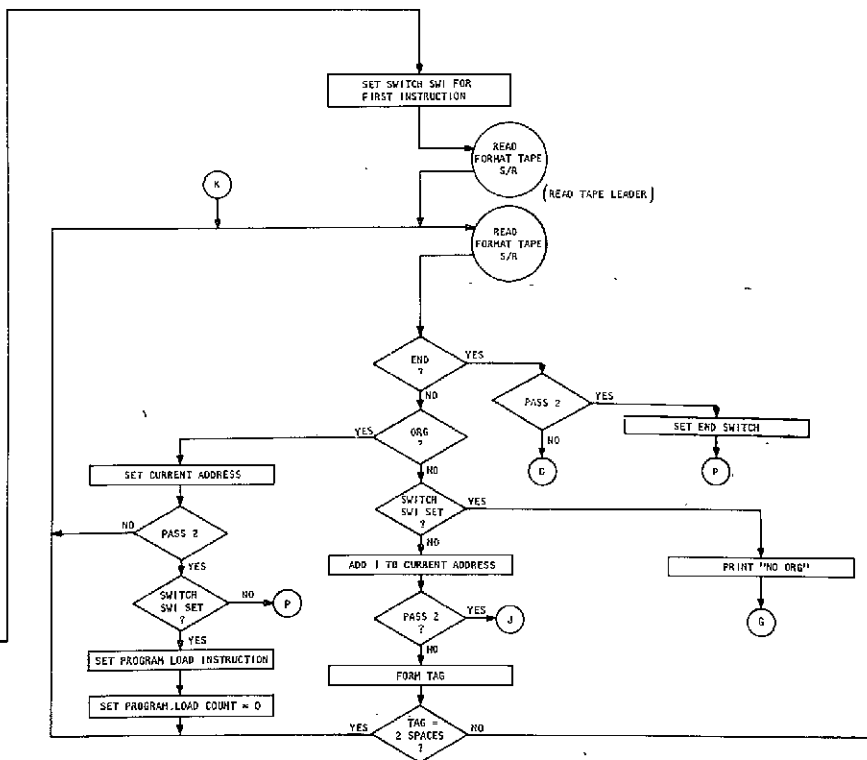 SET SWITCH SW1 FOR
FIRST INSTRUCTION
READ
FORMAT TAPE
S/R
(READ TAPE LEADER)
K
READ
FORMAT TAPE
S/R
END
?
YES
NO
PASS 2
YES
NO
SET END SWITCH
G
P
ORG
?
YES
NO
SET CURRENT ADDRESS
SWITCH
SW1 SET
?
YES
NO
PASS 2
NO
YES
ADD 1 TO CURRENT ADDRESS
PRINT "NO ORG"
SWITCH
SW1 SET
?
NO
P
YES
PASS 2
?
YES
J
NO
G
SET PROGRAM LOAD INSTRUCTION
FORM TAG
SET PROGRAM LOAD COUNT = 0
YES
TAG =
2 SPACES
?
NO